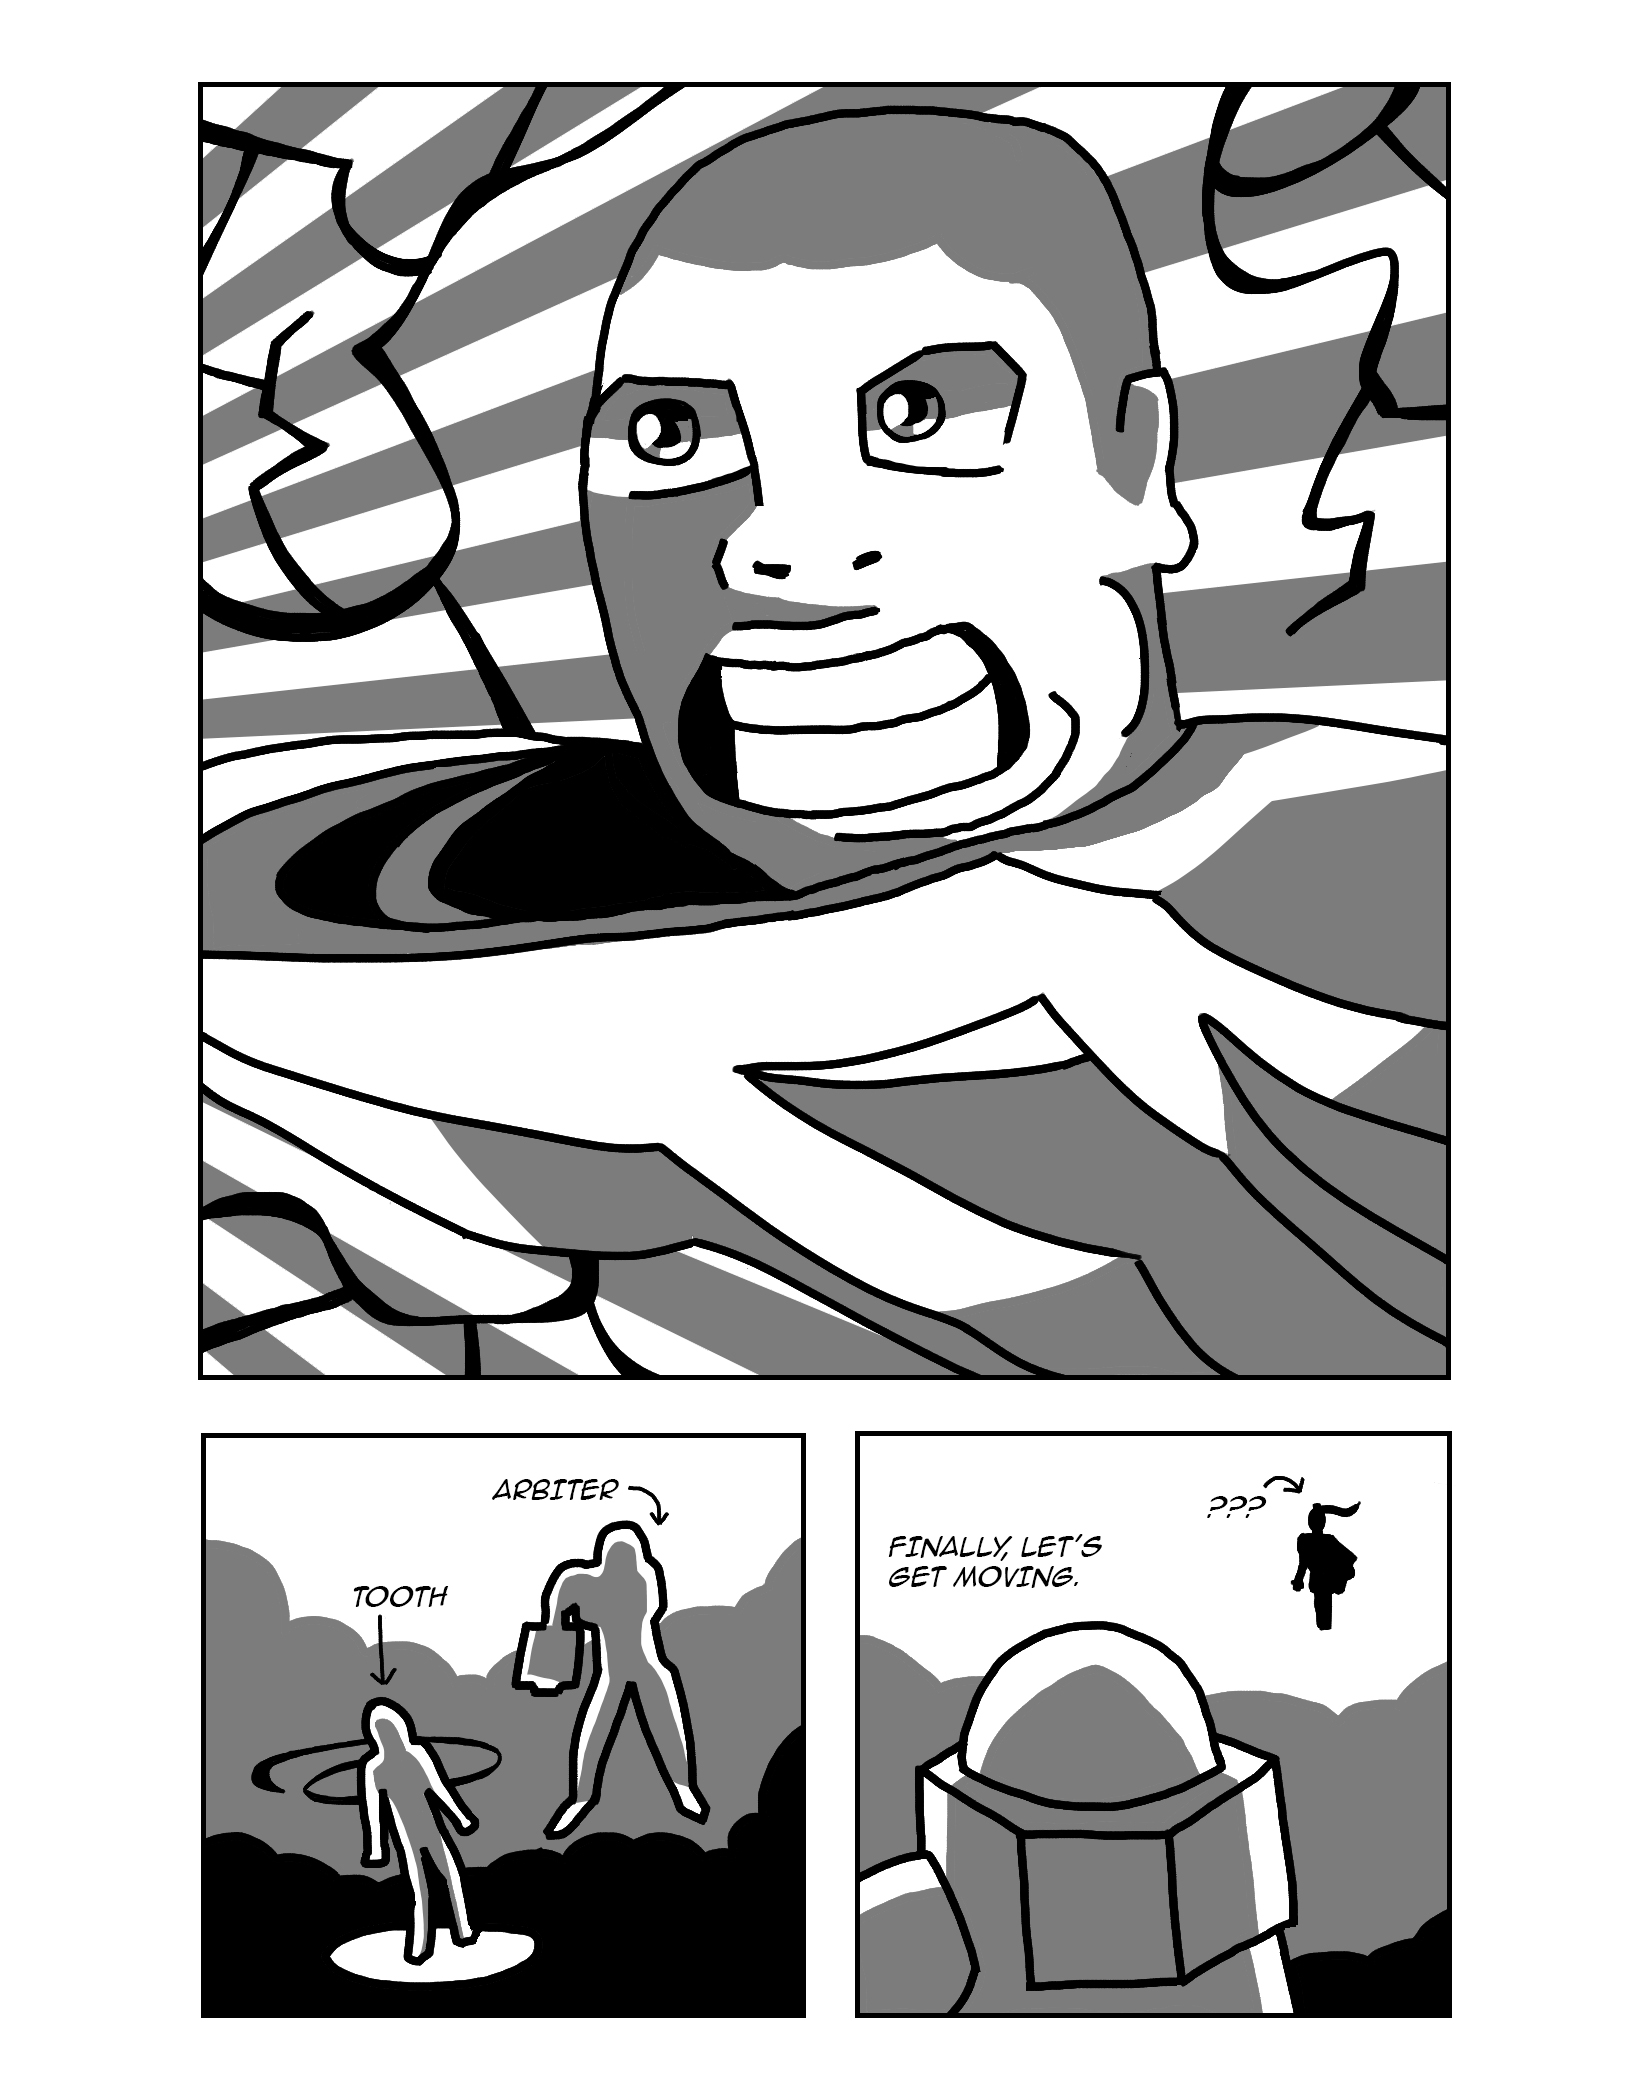 ARBITER
TOOTH
???
FINALLY, LET'S
GET MOVING.